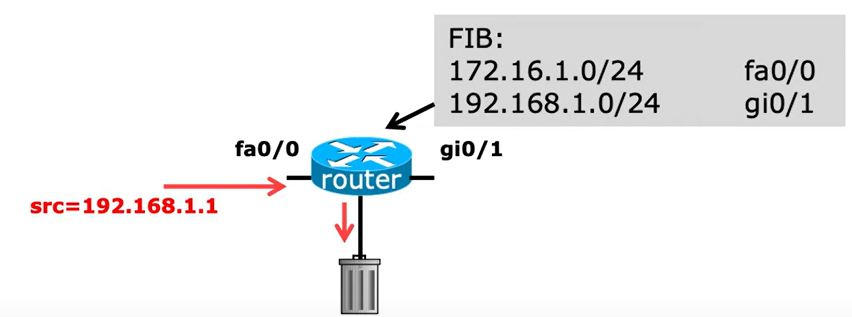 FIB:
172.16.1.0/24 fa0/0
192.168.1.0/24 gi0/1
fa0/0 gi0/1
router
src=192.168.1.1